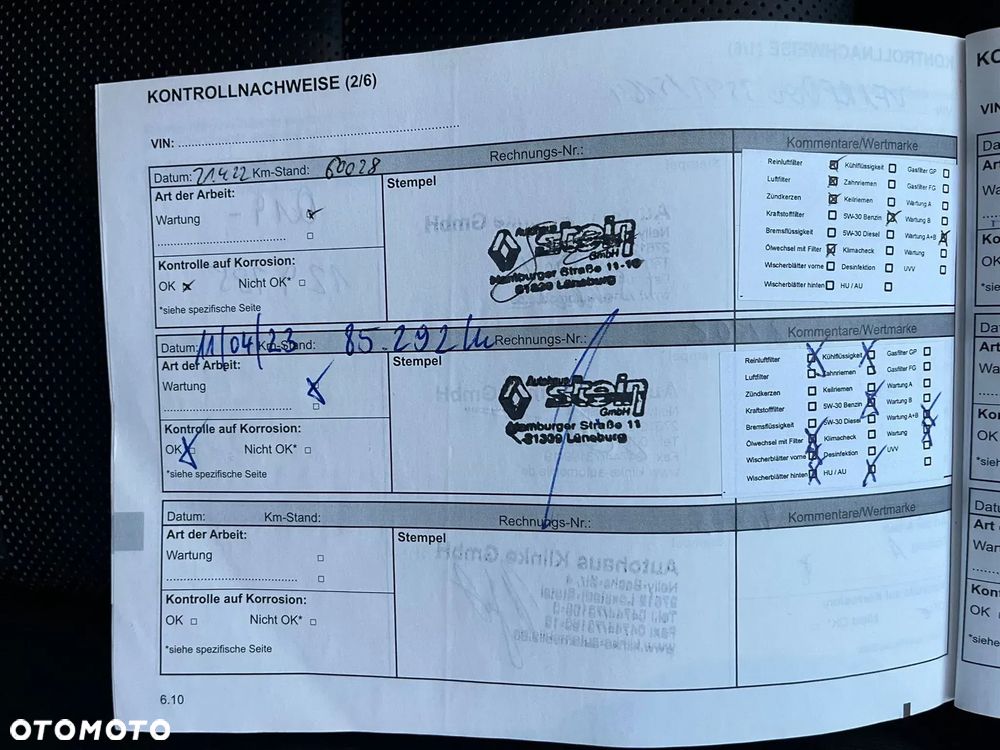 KONTROLLNACHWEISE (2/6)
VIN:
Datum: 21.4.22 Km-Stand: 60028 Rechnungs-Nr.: Kommentare/Wertmarke
Art der Arbeit:
Wartung
Kontrolle auf Korrosion:
OK Nicht OK*
*siehe spezifische Seite
Stempel
Autohaus
stein
GmbH
Hamburger Straße 11-
Lüneburg
Reinluftfilter Kühlflüssigkeit Gasfilter GP
Luftfilter Zahnriemen Gasfilter FG
Zündkerzen Keilriemen Wartung A
Kraftstofffilter 5W-30 Benzin Wartung B
Bremsflüssigkeit 5W-30 Diesel Wartung A+B
Ölwechsel mit Filter Klimacheck Wartung
Wischerblätter vorne Desinfektion UVV
Wischerblätter hinten HU / AU
Datum: 11/04/23 Km-Stand: 85.292 Rechnungs-Nr.: Kommentare/Wertmarke
Art der Arbeit:
Wartung
Kontrolle auf Korrosion:
OK Nicht OK*
*siehe spezifische Seite
Stempel
Autohaus
stein
GmbH
Hamburger Straße 11
21339 Lüneburg
Reinluftfilter Kühlflüssigkeit Gasfilter GP
Luftfilter Zahnriemen Gasfilter FG
Zündkerzen Keilriemen Wartung A
Kraftstofffilter 5W-30 Benzin Wartung B
Bremsflüssigkeit 5W-30 Diesel Wartung A+B
Ölwechsel mit Filter Klimacheck Wartung
Wischerblätter vorne Desinfektion UVV
Wischerblätter hinten HU / AU
Datum: Km-Stand: Rechnungs-Nr.: Kommentare/Wertmarke
Art der Arbeit:
Wartung
Kontrolle auf Korrosion:
OK Nicht OK*
*siehe spezifische Seite
Stempel
6.10
OTOMOTO